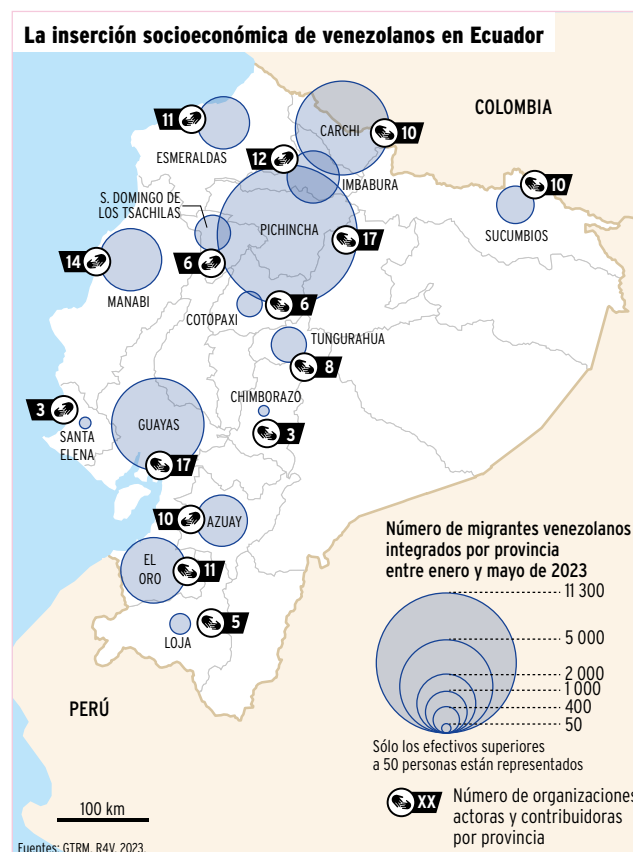 La inserción socioeconómica de venezolanos en Ecuador
COLOMBIA
11
ESMERALDAS
CARCHI
10
12
IMBABURA
10
SUCUMBIOS
S. DOMINGO DE
LOS TSACHILAS
PICHINCHA
17
14
MANABI
6
COTOPAXI
6
TUNGURAHUA
8
CHIMBORAZO
3
3
SANTA
ELENA
GUAYAS
17
10
AZUAY
EL
ORO
11
5
LOJA
PERÚ
Número de migrantes venezolanos
integrados por provincia
entre enero y mayo de 2023
11 300
5 000
2 000
1 000
400
50
Sólo los efectivos superiores
a 50 personas están representados
XX
Número de organizaciones
actoras y contribuidoras
por provincia
100 km
Fuentes: GTRM, R4V, 2023.